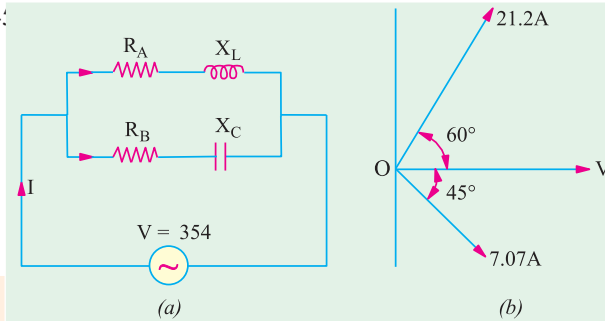 R_A
X_L
R_B
X_C
I
V = 354
(a)
21.2A
60°
O
V
45°
7.07A
(b)